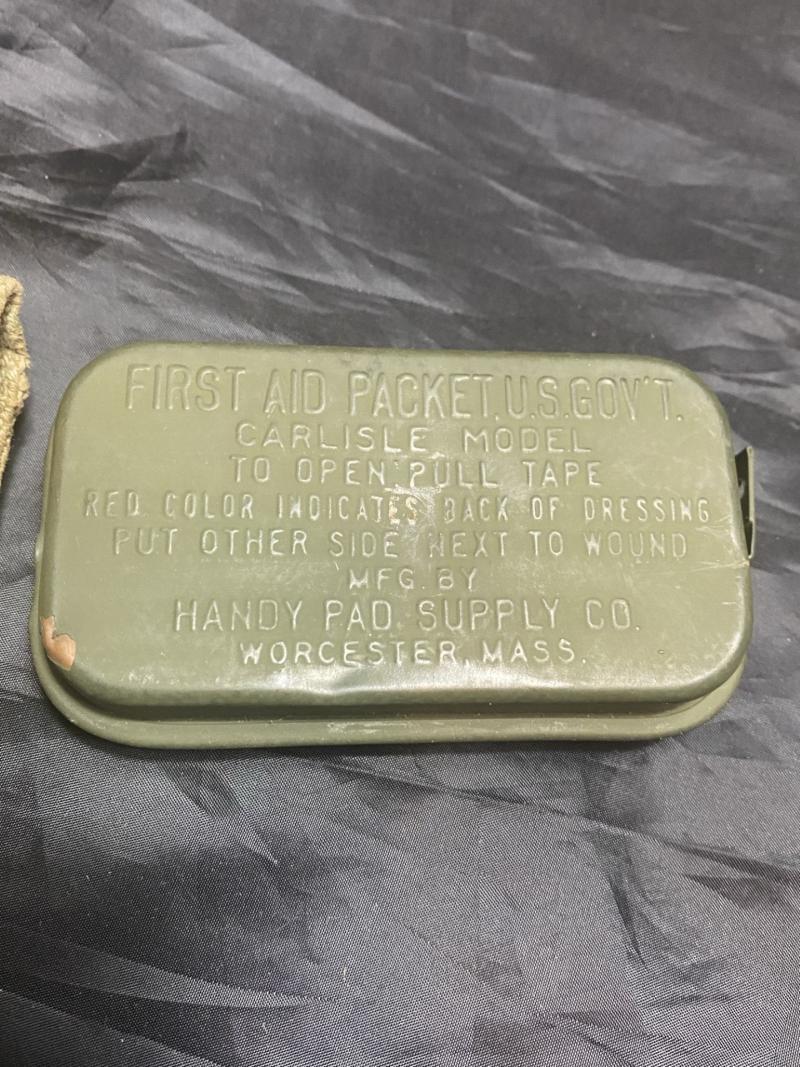 FIRST AID PACKET, U.S. GOV'T.
CARLISLE MODEL
TO OPEN PULL TAPE
RED COLOR INDICATES BACK OF DRESSING
PUT OTHER SIDE NEXT TO WOUND
MFG. BY
HANDY PAD SUPPLY CO.
WORCESTER, MASS.